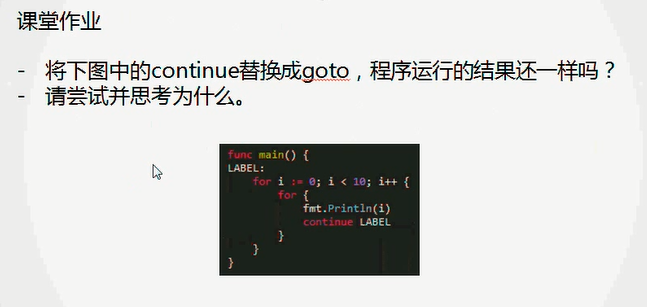 课堂作业
- 将下图中的continue替换成goto，程序运行的结果还一样吗？
- 请尝试并思考为什么。
func main() {
LABEL:
    for i := 0; i < 10; i++ {
        for {
            fmt.Println(i)
            continue LABEL
        }
    }
}